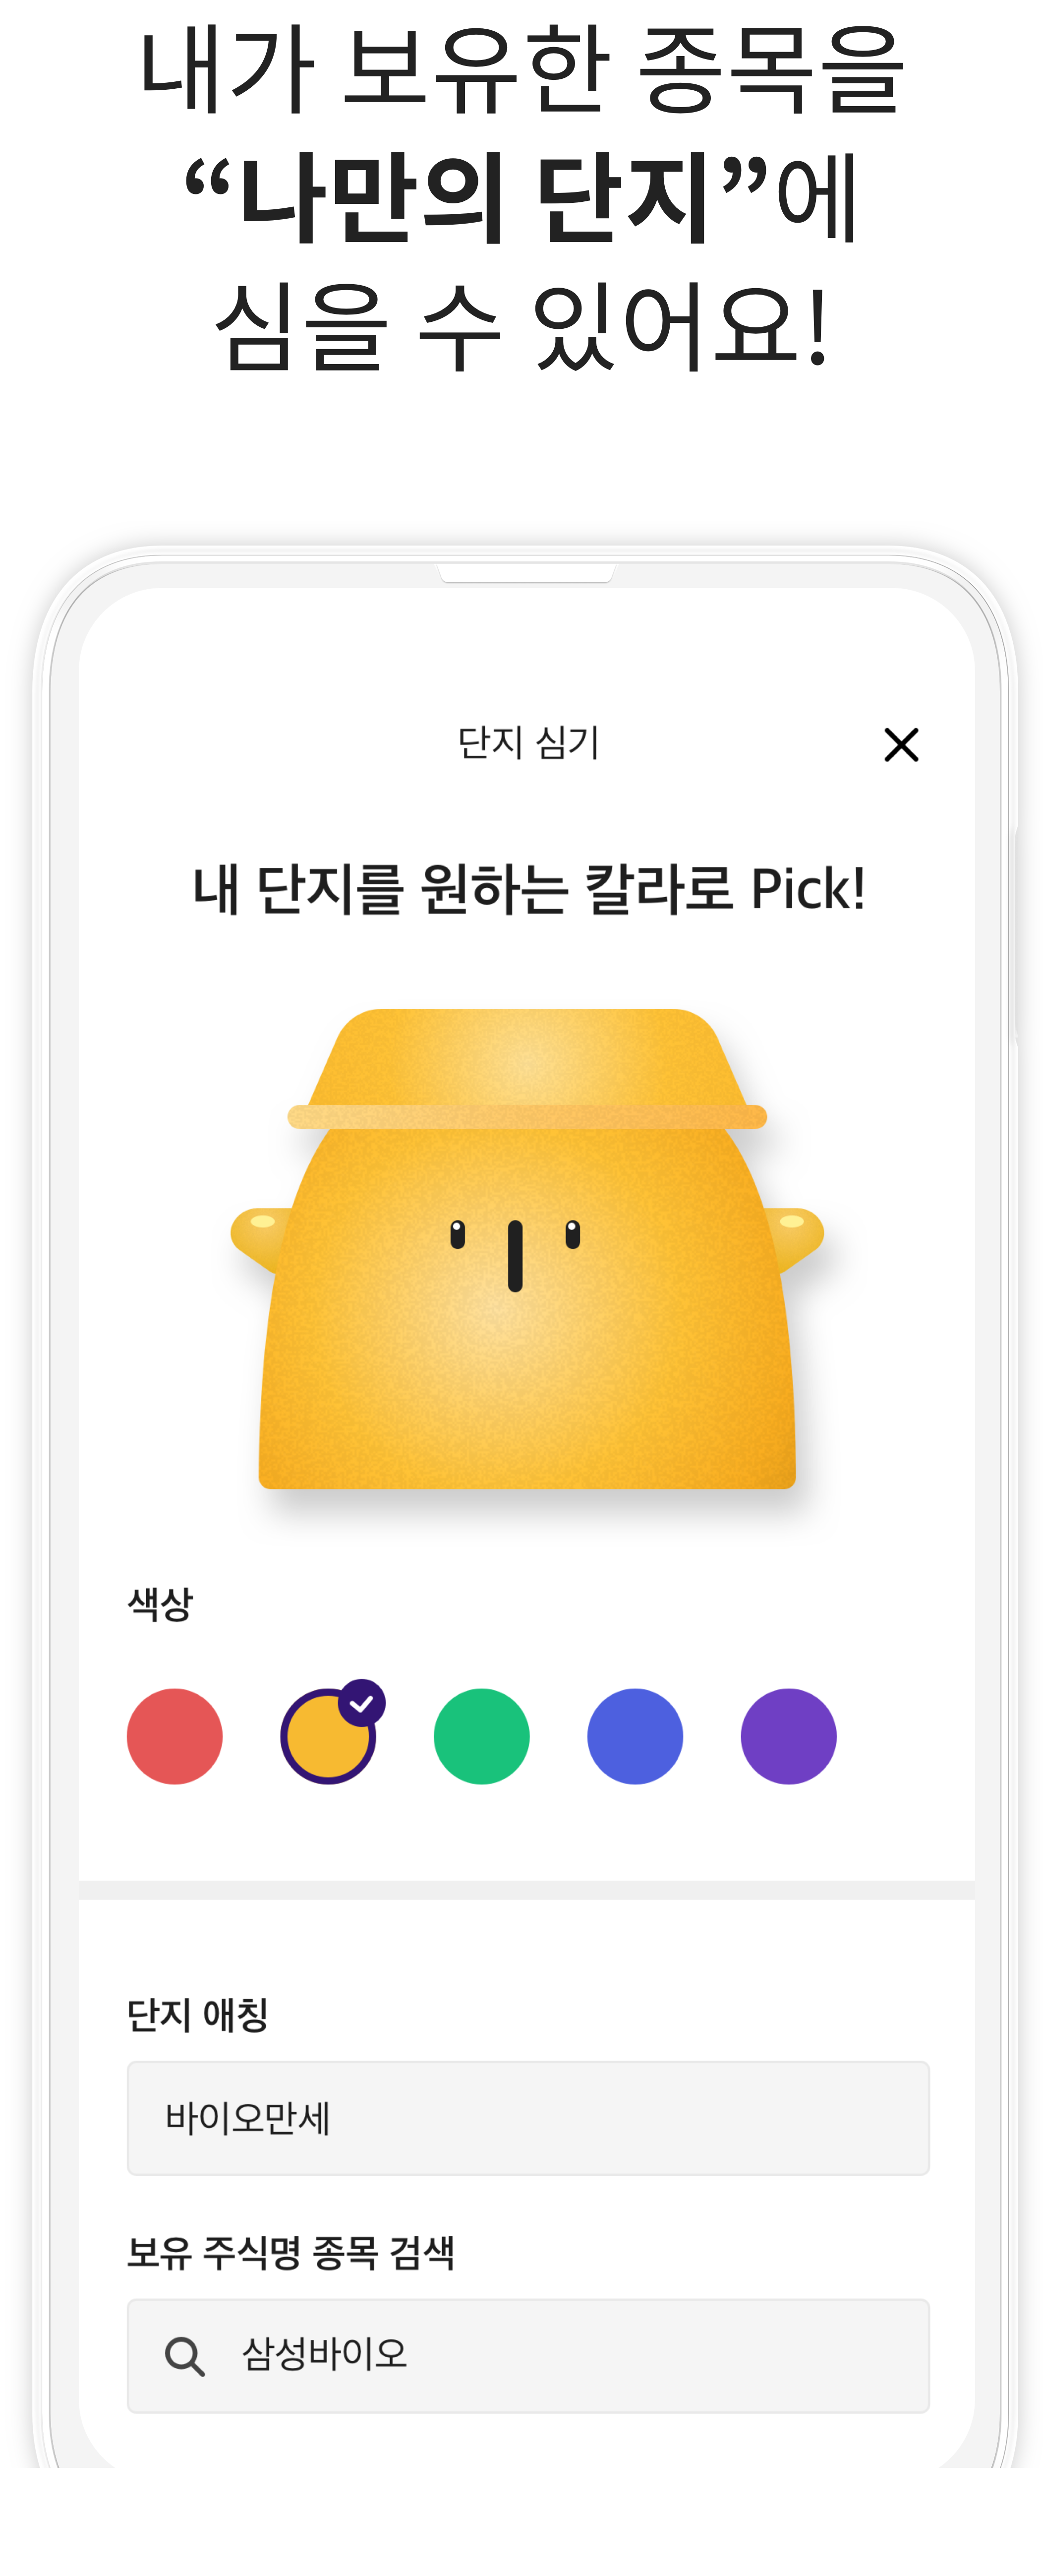 내가 보유한 종목을
“나만의 단지”에
심을 수 있어요!
단지 심기
내 단지를 원하는 칼라로 Pick!
색상
단지 애칭
바이오만세
보유 주식명 종목 검색
삼성바이오